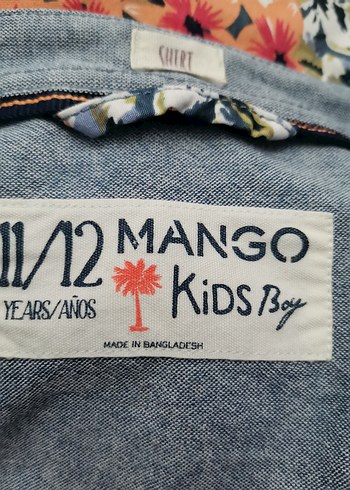 SHIRT
11/12 MANGO
YEARS/AÑOS KiDS Boy
MADE IN BANGLADESH